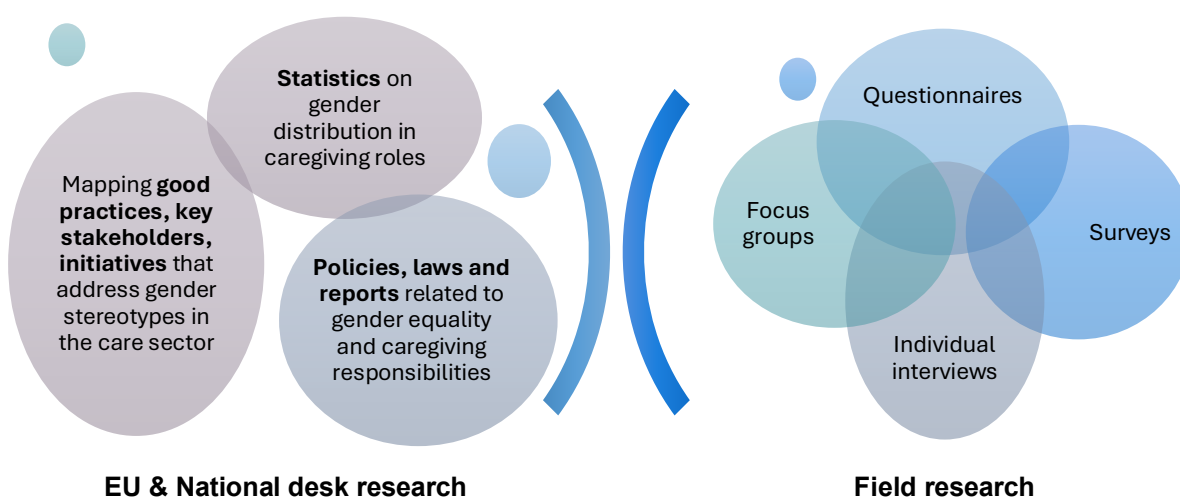 Statistics on
gender
distribution in
caregiving roles
Mapping good
practices, key
stakeholders,
initiatives that
address gender
stereotypes in
the care sector
Policies, laws and
reports related to
gender equality
and caregiving
responsibilities
EU & National desk research
Questionnaires
Focus
groups
Surveys
Individual
interviews
Field research